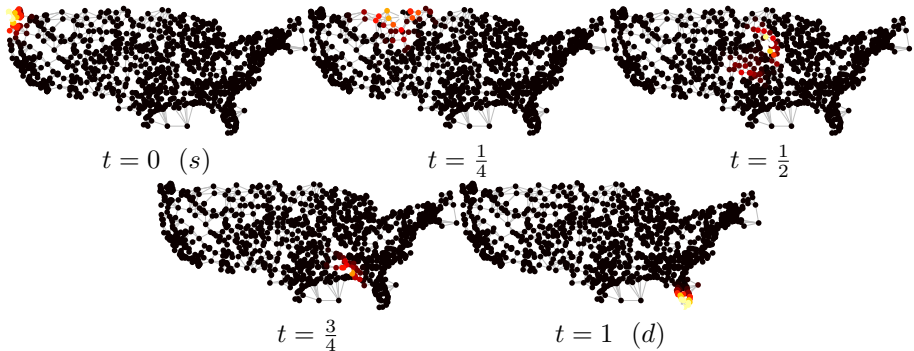 t = 0 (s)
t = 1/4
t = 1/2
t = 3/4
t = 1 (d)